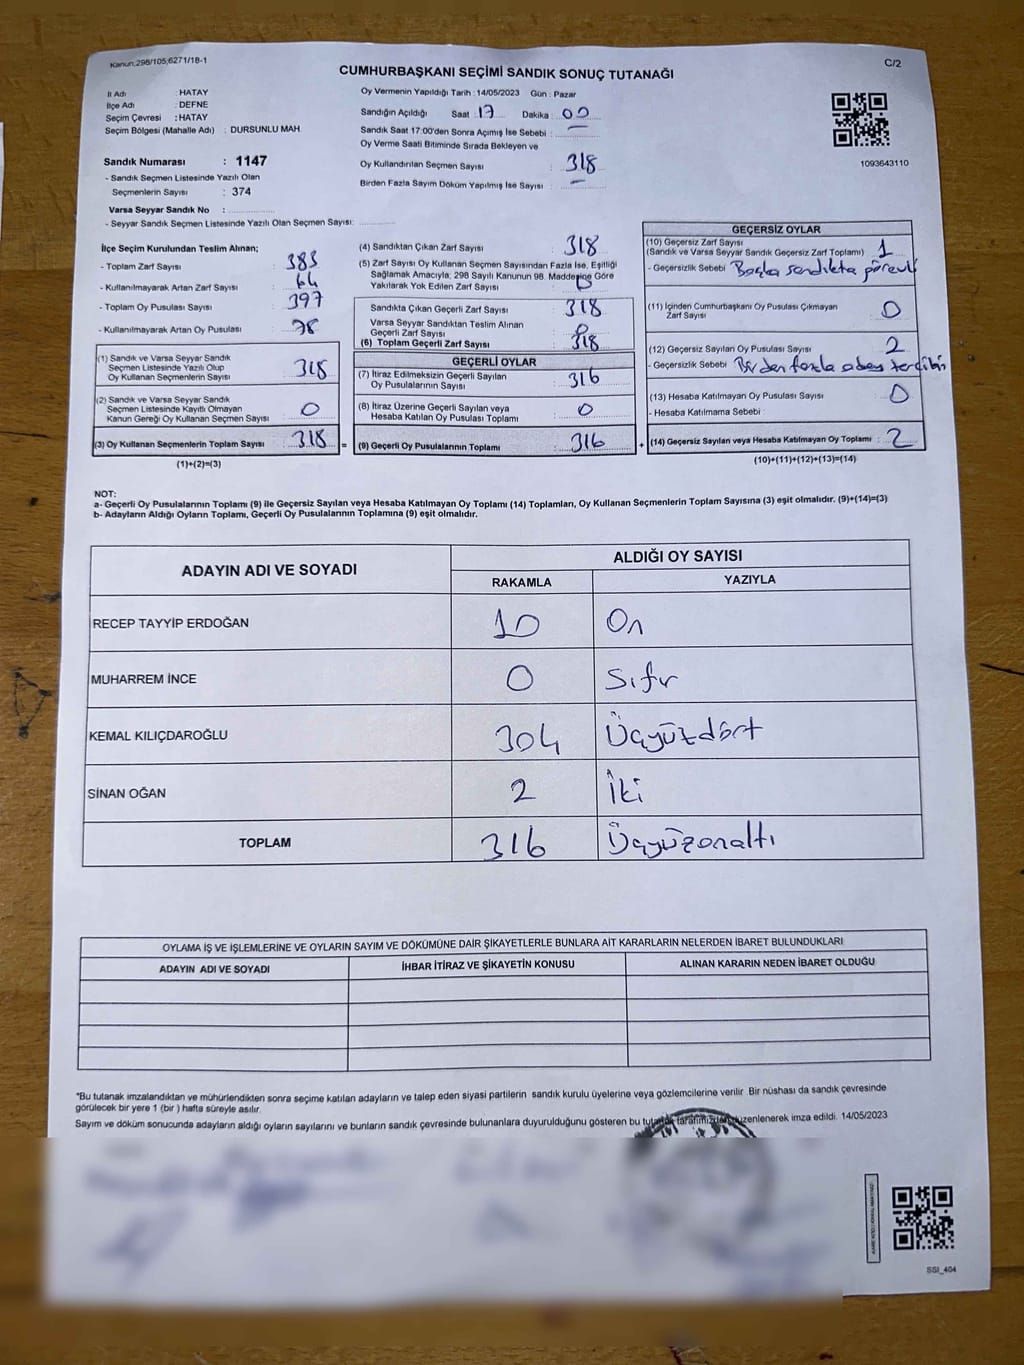 Kanun,298/105,6271/18-1
C/2
CUMHURBAŞKANI SEÇİMİ SANDIK SONUÇ TUTANAĞI
İl Adı : HATAY
İlçe Adı : DEFNE
Seçim Çevresi : HATAY
Seçim Bölgesi (Mahalle Adı) : DURSUNLU MAH.
Sandık Numarası : 1147
- Sandık Seçmen Listesinde Yazılı Olan
Seçmenlerin Sayısı : 374
Varsa Seyyar Sandık No :
- Seyyar Sandık Seçmen Listesinde Yazılı Olan Seçmen Sayısı:
Oy Vermenin Yapıldığı Tarih : 14/05/2023 Gün : Pazar
Sandığın Açıldığı Saat : 17 Dakika : 00
Sandık Saat 17:00'den Sonra Açılmış İse Sebebi : —
Oy Verme Saati Bitiminde Sırada Bekleyen ve
Oy Kullandırılan Seçmen Sayısı : 318
Birden Fazla Sayım Döküm Yapılmış İse Sayısı : —
1093643110
İlçe Seçim Kurulundan Teslim Alınan;
- Toplam Zarf Sayısı : 383
- Kullanılmayarak Artan Zarf Sayısı : 64
- Toplam Oy Pusulası Sayısı : 397
- Kullanılmayarak Artan Oy Pusulası : 78
(1) Sandık ve Varsa Seyyar Sandık
Seçmen Listesinde Yazılı Olup
Oy Kullanan Seçmenlerin Sayısı : 318
(2) Sandık ve Varsa Seyyar Sandık
Seçmen Listesinde Kayıtlı Olmayan
Kanun Gereği Oy Kullanan Seçmen Sayısı : 0
(3) Oy Kullanan Seçmenlerin Toplam Sayısı : 318 =
(1)+(2)=(3)
(4) Sandıktan Çıkan Zarf Sayısı : 318
(5) Zarf Sayısı Oy Kullanan Seçmen Sayısından Fazla İse, Eşitliği
Sağlamak Amacıyla; 298 Sayılı Kanunun 98. Maddesine Göre
Yakılarak Yok Edilen Zarf Sayısı : 0
Sandıkta Çıkan Geçerli Zarf Sayısı : 318
Varsa Seyyar Sandıktan Teslim Alınan
Geçerli Zarf Sayısı : 0
(6) Toplam Geçerli Zarf Sayısı : 318
GEÇERLİ OYLAR
(7) İtiraz Edilmeksizin Geçerli Sayılan
Oy Pusulalarının Sayısı : 316
(8) İtiraz Üzerine Geçerli Sayılan veya
Hesaba Katılan Oy Pusulası Toplamı : 0
(9) Geçerli Oy Pusulalarının Toplamı : 316 +
GEÇERSİZ OYLAR
(10) Geçersiz Zarf Sayısı
(Sandık ve Varsa Seyyar Sandık Geçersiz Zarf Toplamı) : 1
- Geçersizlik Sebebi : Başka sandıkta görevli
(11) İçinden Cumhurbaşkanı Oy Pusulası Çıkmayan
Zarf Sayısı : 0
(12) Geçersiz Sayılan Oy Pusulası Sayısı : 2
- Geçersizlik Sebebi : Birden fazla aday tercihin
(13) Hesaba Katılmayan Oy Pusulası Sayısı : 0
- Hesaba Katılmama Sebebi :
(14) Geçersiz Sayılan veya Hesaba Katılmayan Oy Toplamı : 2
(10)+(11)+(12)+(13)=(14)
NOT:
a- Geçerli Oy Pusulalarının Toplamı (9) ile Geçersiz Sayılan veya Hesaba Katılmayan Oy Toplamı (14) Toplamları, Oy Kullanan Seçmenlerin Toplam Sayısına (3) eşit olmalıdır. (9)+(14)=(3)
b- Adayların Aldığı Oyların Toplamı, Geçerli Oy Pusulalarının Toplamına (9) eşit olmalıdır.
ADAYIN ADI VE SOYADI
ALDIĞI OY SAYISI
RAKAMLA YAZIYLA
RECEP TAYYİP ERDOĞAN 10 On
MUHARREM İNCE 0 Sıfır
KEMAL KILIÇDAROĞLU 304 Üçyüzdört
SİNAN OĞAN 2 İki
TOPLAM 316 Üçyüzonaltı
OYLAMA İŞ VE İŞLEMLERİNE VE OYLARIN SAYIM VE DÖKÜMÜNE DAİR ŞİKAYETLERLE BUNLARA AİT KARARLARIN NELERDEN İBARET BULUNDUKLARI
ADAYIN ADI VE SOYADI İHBAR İTİRAZ VE ŞİKAYETİN KONUSU ALINAN KARARIN NEDEN İBARET OLDUĞU
"Bu tutanak imzalandıktan ve mühürlendikten sonra seçime katılan adayların ve talep eden siyasi partilerin sandık kurulu üyelerine veya gözlemcilerine verilir Bir nüshası da sandık çevresinde
görülecek bir yere 1 (bir ) hafta süreyle asılır.
Sayım ve döküm sonucunda adayların aldığı oyların sayılarını ve bunların sandık çevresinde bulunanlara duyurulduğunu gösteren bu tutanak tarafımızdan düzenlenerek imza edildi. 14/05/2023
SSI_404